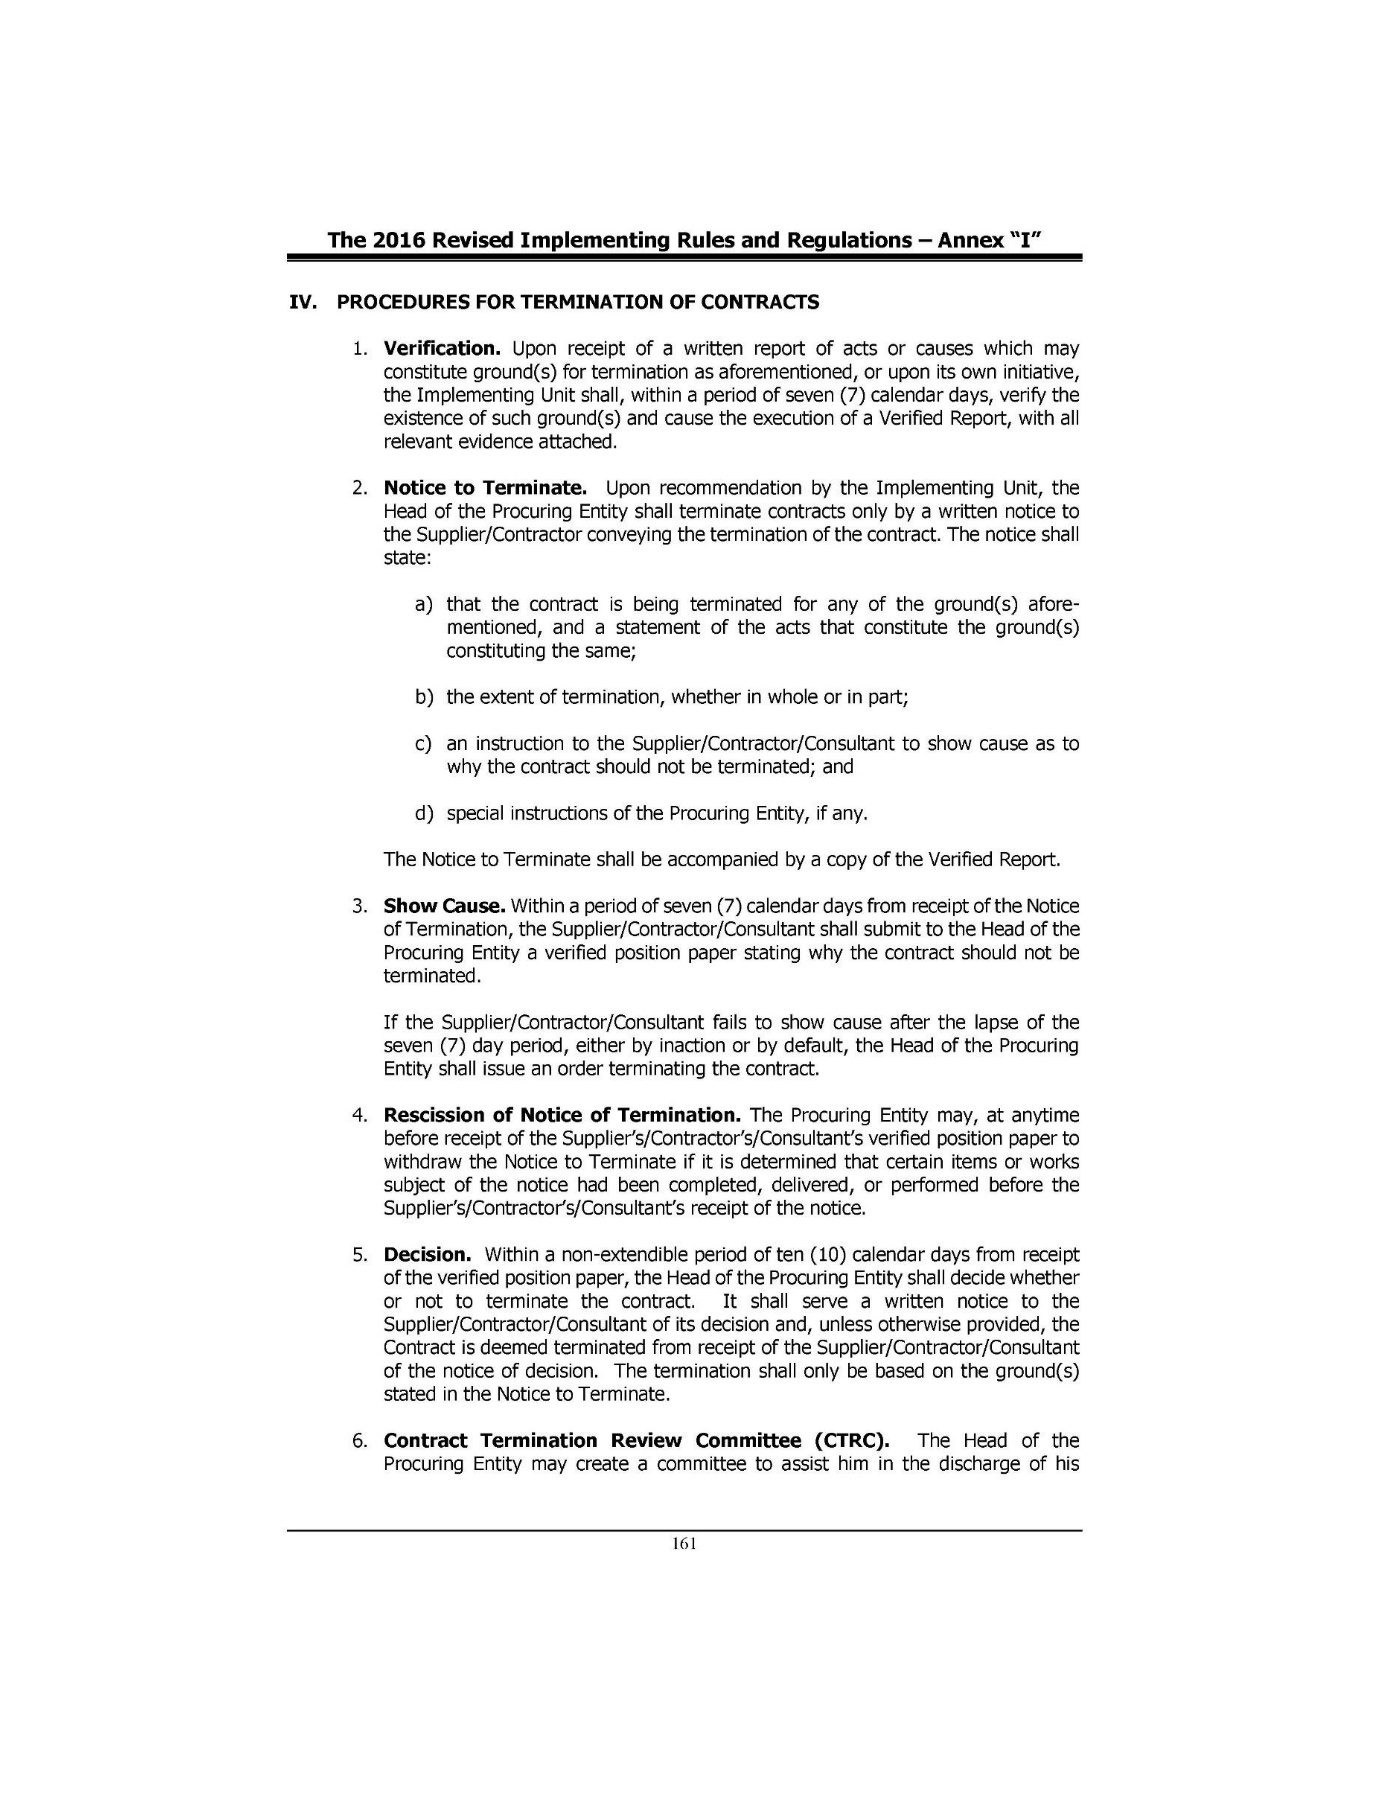 The 2016 Revised Implementing Rules and Regulations – Annex “I”
IV. PROCEDURES FOR TERMINATION OF CONTRACTS
1. Verification. Upon receipt of a written report of acts or causes which may
constitute ground(s) for termination as aforementioned, or upon its own initiative,
the Implementing Unit shall, within a period of seven (7) calendar days, verify the
existence of such ground(s) and cause the execution of a Verified Report, with all
relevant evidence attached.
2. Notice to Terminate. Upon recommendation by the Implementing Unit, the
Head of the Procuring Entity shall terminate contracts only by a written notice to
the Supplier/Contractor conveying the termination of the contract. The notice shall
state:
a) that the contract is being terminated for any of the ground(s) afore-
mentioned, and a statement of the acts that constitute the ground(s)
constituting the same;
b) the extent of termination, whether in whole or in part;
c) an instruction to the Supplier/Contractor/Consultant to show cause as to
why the contract should not be terminated; and
d) special instructions of the Procuring Entity, if any.
The Notice to Terminate shall be accompanied by a copy of the Verified Report.
3. Show Cause. Within a period of seven (7) calendar days from receipt of the Notice
of Termination, the Supplier/Contractor/Consultant shall submit to the Head of the
Procuring Entity a verified position paper stating why the contract should not be
terminated.
If the Supplier/Contractor/Consultant fails to show cause after the lapse of the
seven (7) day period, either by inaction or by default, the Head of the Procuring
Entity shall issue an order terminating the contract.
4. Rescission of Notice of Termination. The Procuring Entity may, at anytime
before receipt of the Supplier’s/Contractor’s/Consultant’s verified position paper to
withdraw the Notice to Terminate if it is determined that certain items or works
subject of the notice had been completed, delivered, or performed before the
Supplier’s/Contractor’s/Consultant’s receipt of the notice.
5. Decision. Within a non-extendible period of ten (10) calendar days from receipt
of the verified position paper, the Head of the Procuring Entity shall decide whether
or not to terminate the contract. It shall serve a written notice to the
Supplier/Contractor/Consultant of its decision and, unless otherwise provided, the
Contract is deemed terminated from receipt of the Supplier/Contractor/Consultant
of the notice of decision. The termination shall only be based on the ground(s)
stated in the Notice to Terminate.
6. Contract Termination Review Committee (CTRC). The Head of the
Procuring Entity may create a committee to assist him in the discharge of his
161